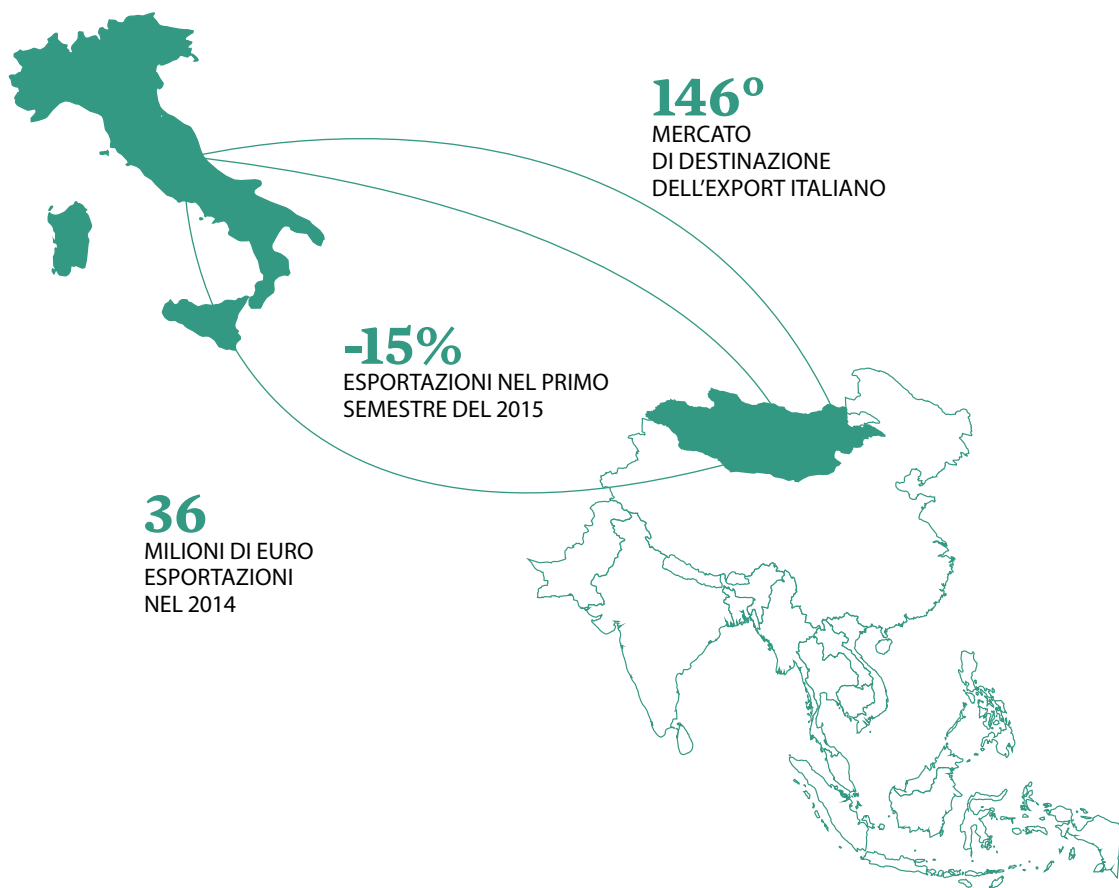 146°
MERCATO
DI DESTINAZIONE
DELL'EXPORT ITALIANO
-15%
ESPORTAZIONI NEL PRIMO
SEMESTRE DEL 2015
36
MILIONI DI EURO
ESPORTAZIONI
NEL 2014